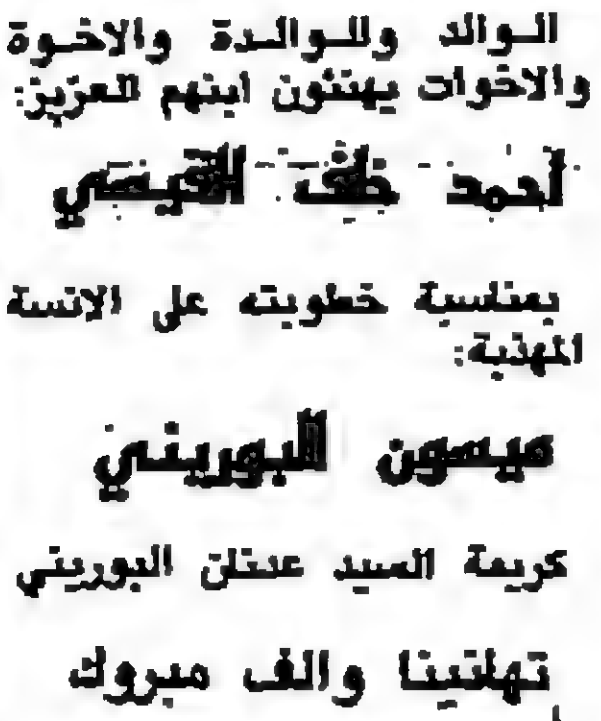 الوالد والوالدة والاخوة
والاخوات يهنئون ابنهم العزيز:
أحمد خلف
بمناسبة خطوبته على الانسة
المهذبة:
ميسون البوريني
كريمة السيد عدنان البوريني
تهانينا والف مبروك